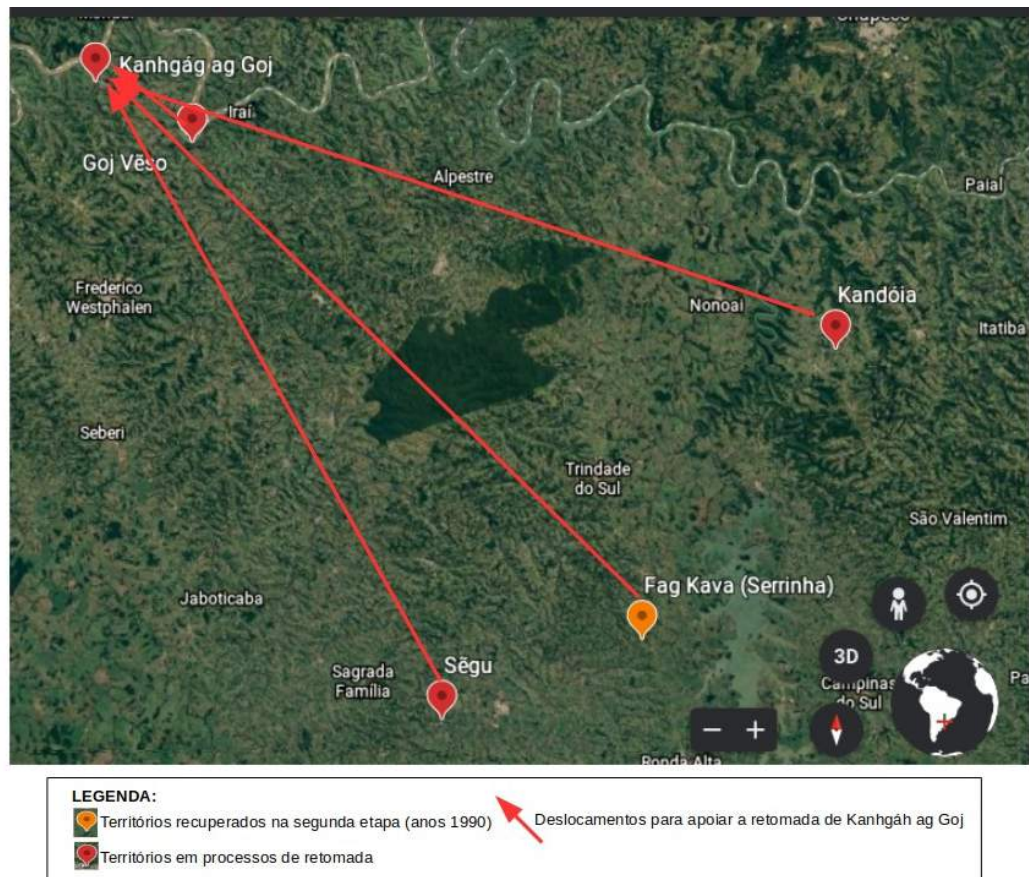 Kanhgág ag Goj
Iraí
Goj Vẽso
Alpestre
Paial
Frederico
Westphalen
Nonoai
Kandóia
Itatiba
Seberi
Trindade
do Sul
São Valentim
Fag Kava (Serrinha)
Jaboticaba
3D
Sagrada
Família
Sẽgu
Campinas
do Sul
Pa
Ronda Alta
LEGENDA:
Territórios recuperados na segunda etapa (anos 1990)
Deslocamentos para apoiar a retomada de Kanhgáh ag Goj
Territórios em processos de retomada